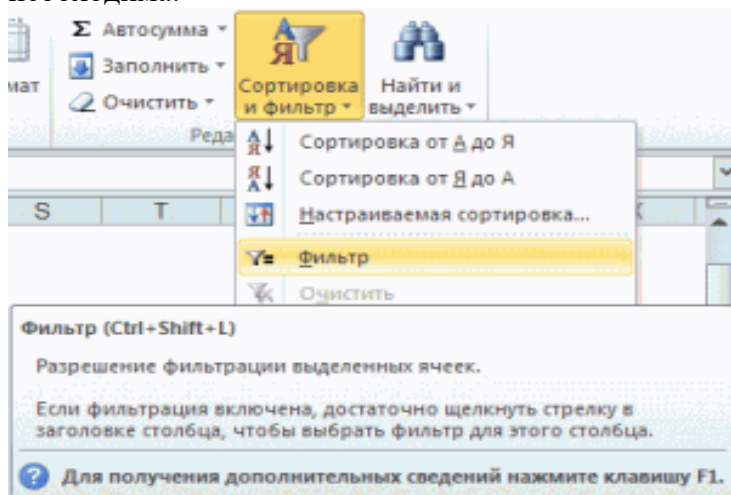 необходима.
Σ Автосумма
Заполнить
мат
Очистить
Сортировка и фильтр
Найти и выделить
Реда
Сортировка от А до Я
Сортировка от Я до А
Настраиваемая сортировка...
S T
Фильтр
Очистить
Фильтр (Ctrl+Shift+L)
Разрешение фильтрации выделенных ячеек.
Если фильтрация включена, достаточно щелкнуть стрелку в
заголовке столбца, чтобы выбрать фильтр для этого столбца.
Для получения дополнительных сведений нажмите клавишу F1.